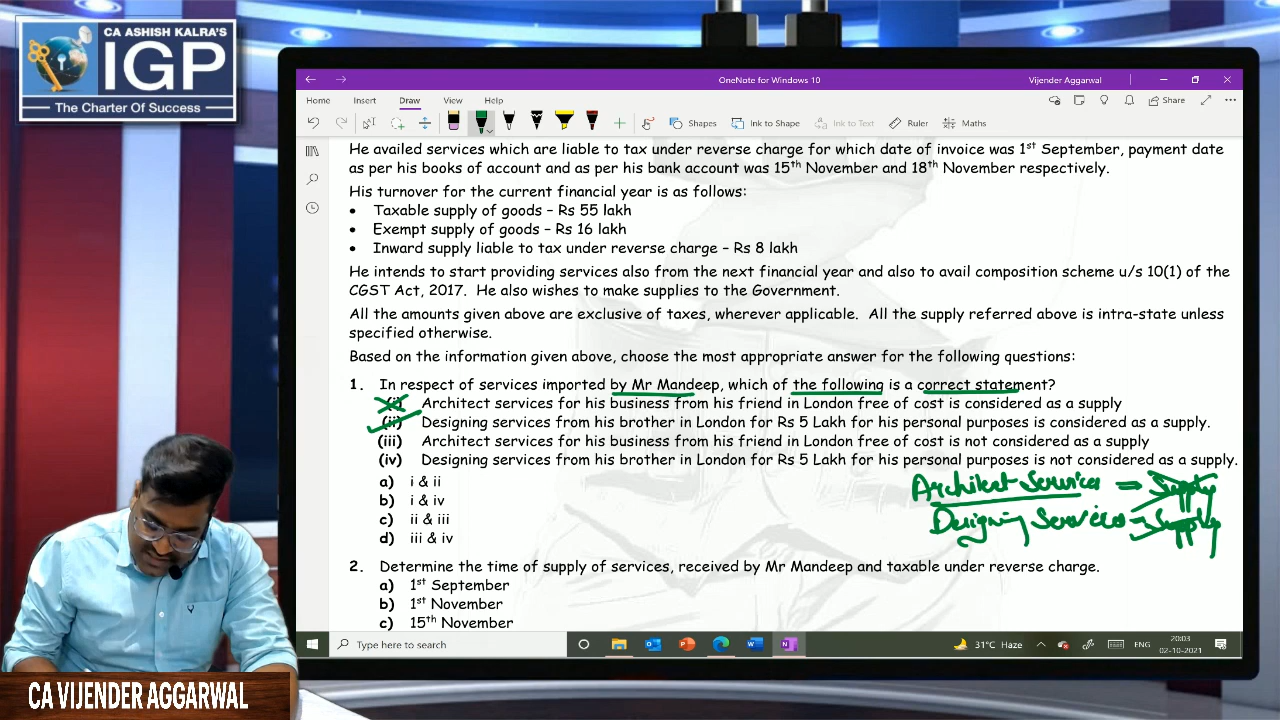 CA ASHISH KALRA'S
IGP
The Charter Of Success
OneNote for Windows 10
Vijender Aggarwal
Home Insert Draw View Help
Share
Shapes Ink to Shape Ink to Text Ruler Maths
He availed services which are liable to tax under reverse charge for which date of invoice was 1st September, payment date
as per his books of account and as per his bank account was 15th November and 18th November respectively.
His turnover for the current financial year is as follows:
• Taxable supply of goods – Rs 55 lakh
• Exempt supply of goods – Rs 16 lakh
• Inward supply liable to tax under reverse charge – Rs 8 lakh
He intends to start providing services also from the next financial year and also to avail composition scheme u/s 10(1) of the
CGST Act, 2017. He also wishes to make supplies to the Government.
All the amounts given above are exclusive of taxes, wherever applicable. All the supply referred above is intra-state unless
specified otherwise.
Based on the information given above, choose the most appropriate answer for the following questions:
1. In respect of services imported by Mr Mandeep, which of the following is a correct statement?
(i) Architect services for his business from his friend in London free of cost is considered as a supply
(ii) Designing services from his brother in London for Rs 5 Lakh for his personal purposes is considered as a supply.
(iii) Architect services for his business from his friend in London free of cost is not considered as a supply
(iv) Designing services from his brother in London for Rs 5 Lakh for his personal purposes is not considered as a supply.
a) i & ii
b) i & iv
c) ii & iii
d) iii & iv
Architect Services = Supply
Designing Services - Supply
2. Determine the time of supply of services, received by Mr Mandeep and taxable under reverse charge.
a) 1st September
b) 1st November
c) 15th November
Type here to search
31°C Haze
ENG
20:03
02-10-2021
CA VIJENDER AGGARWAL